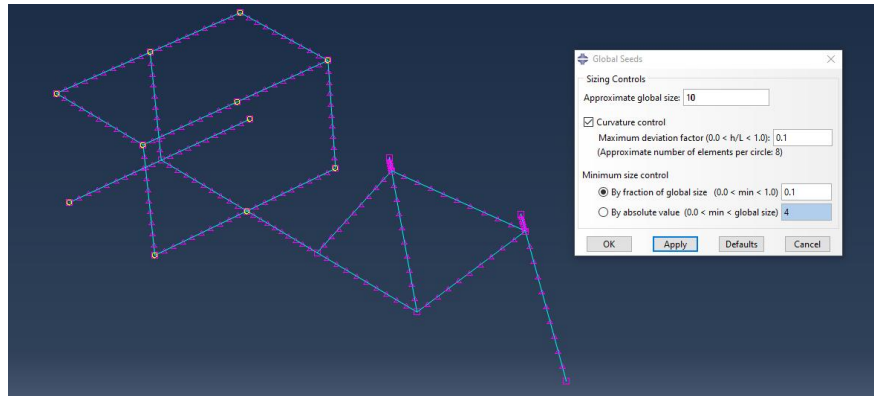 Global Seeds
Sizing Controls
Approximate global size: 10
Curvature control
Maximum deviation factor (0.0 < h/L < 1.0): 0.1
(Approximate number of elements per circle: 8)
Minimum size control
By fraction of global size (0.0 < min < 1.0) 0.1
By absolute value (0.0 < min < global size) 4
OK Apply Defaults Cancel